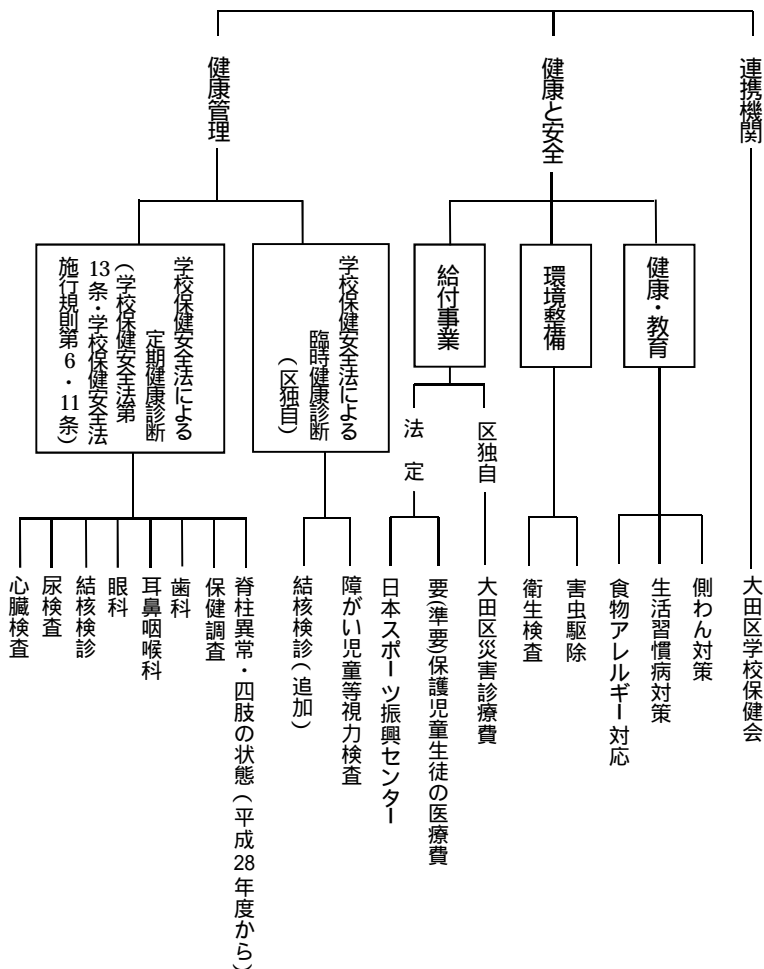 連携機関
大田区学校保健会
健康と安全
健康・教育
側わん対策
生活習慣病対策
食物アレルギー対応
環境整備
害虫駆除
衛生検査
給付事業
区独自
大田区災害診療費
法定
要(準要)保護児童生徒の医療費
日本スポーツ振興センター
健康管理
学校保健安全法による
臨時健康診断
(区独自)
障がい児童等視力検査
結核検診(追加)
学校保健安全法による
定期健康診断
(学校保健安全法第
13条・学校保健安全法
施行規則第6・11条)
脊柱異常・四肢の状態(平成28年度から)
保健調査
歯科
耳鼻咽喉科
眼科
結核検診
尿検査
心臓検査